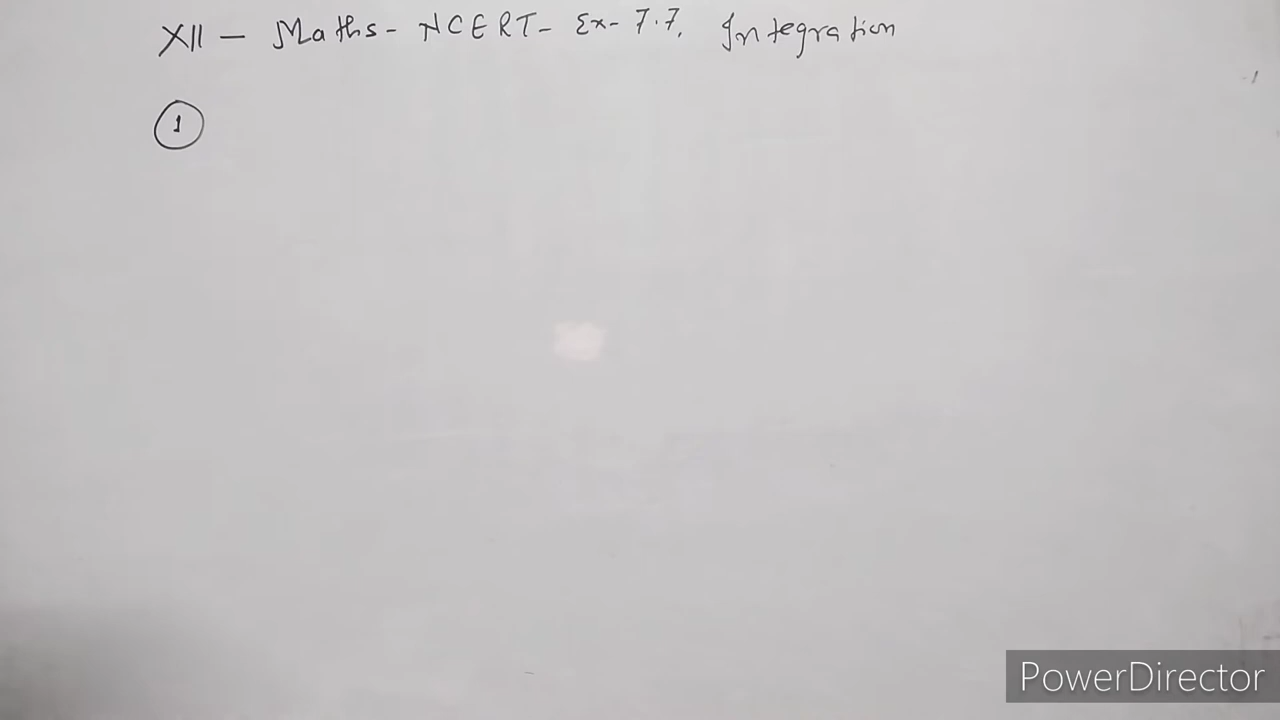 XII - Maths - NCERT - Ex- 7.7, Integration
1
PowerDirector